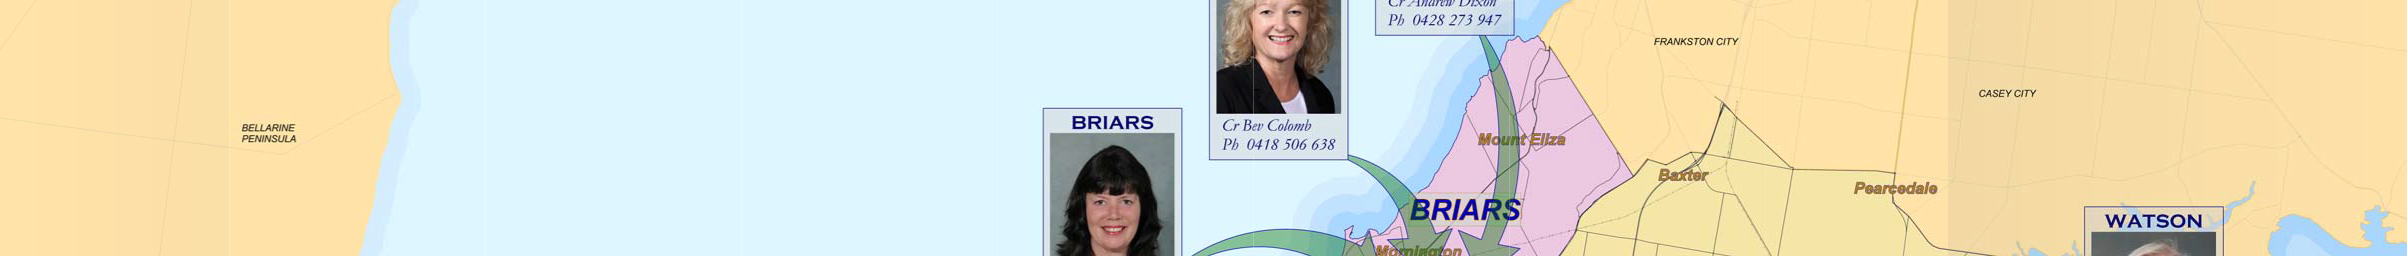 Cr Andrew Dixon
Ph 0428 273 947
FRANKSTON CITY
CASEY CITY
BELLARINE
PENINSULA
BRIARS
Cr Bev Colomb
Ph 0418 506 638
Mount Eliza
Baxter
Pearcedale
BRIARS
WATSON
Mornington